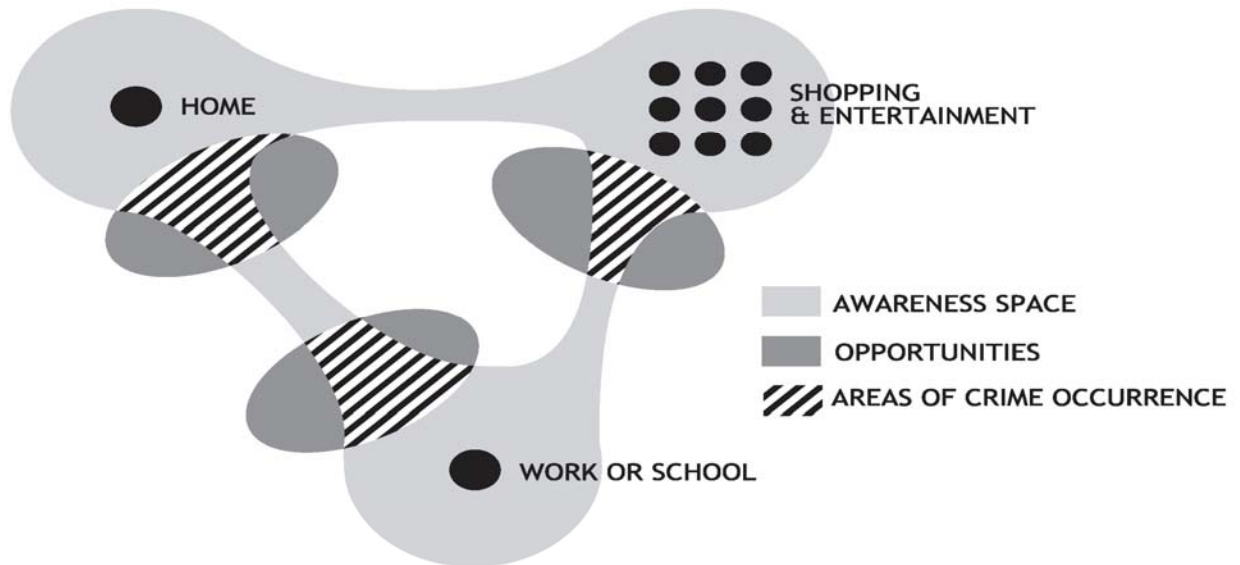 HOME
SHOPPING
& ENTERTAINMENT
AWARENESS SPACE
OPPORTUNITIES
AREAS OF CRIME OCCURRENCE
WORK OR SCHOOL